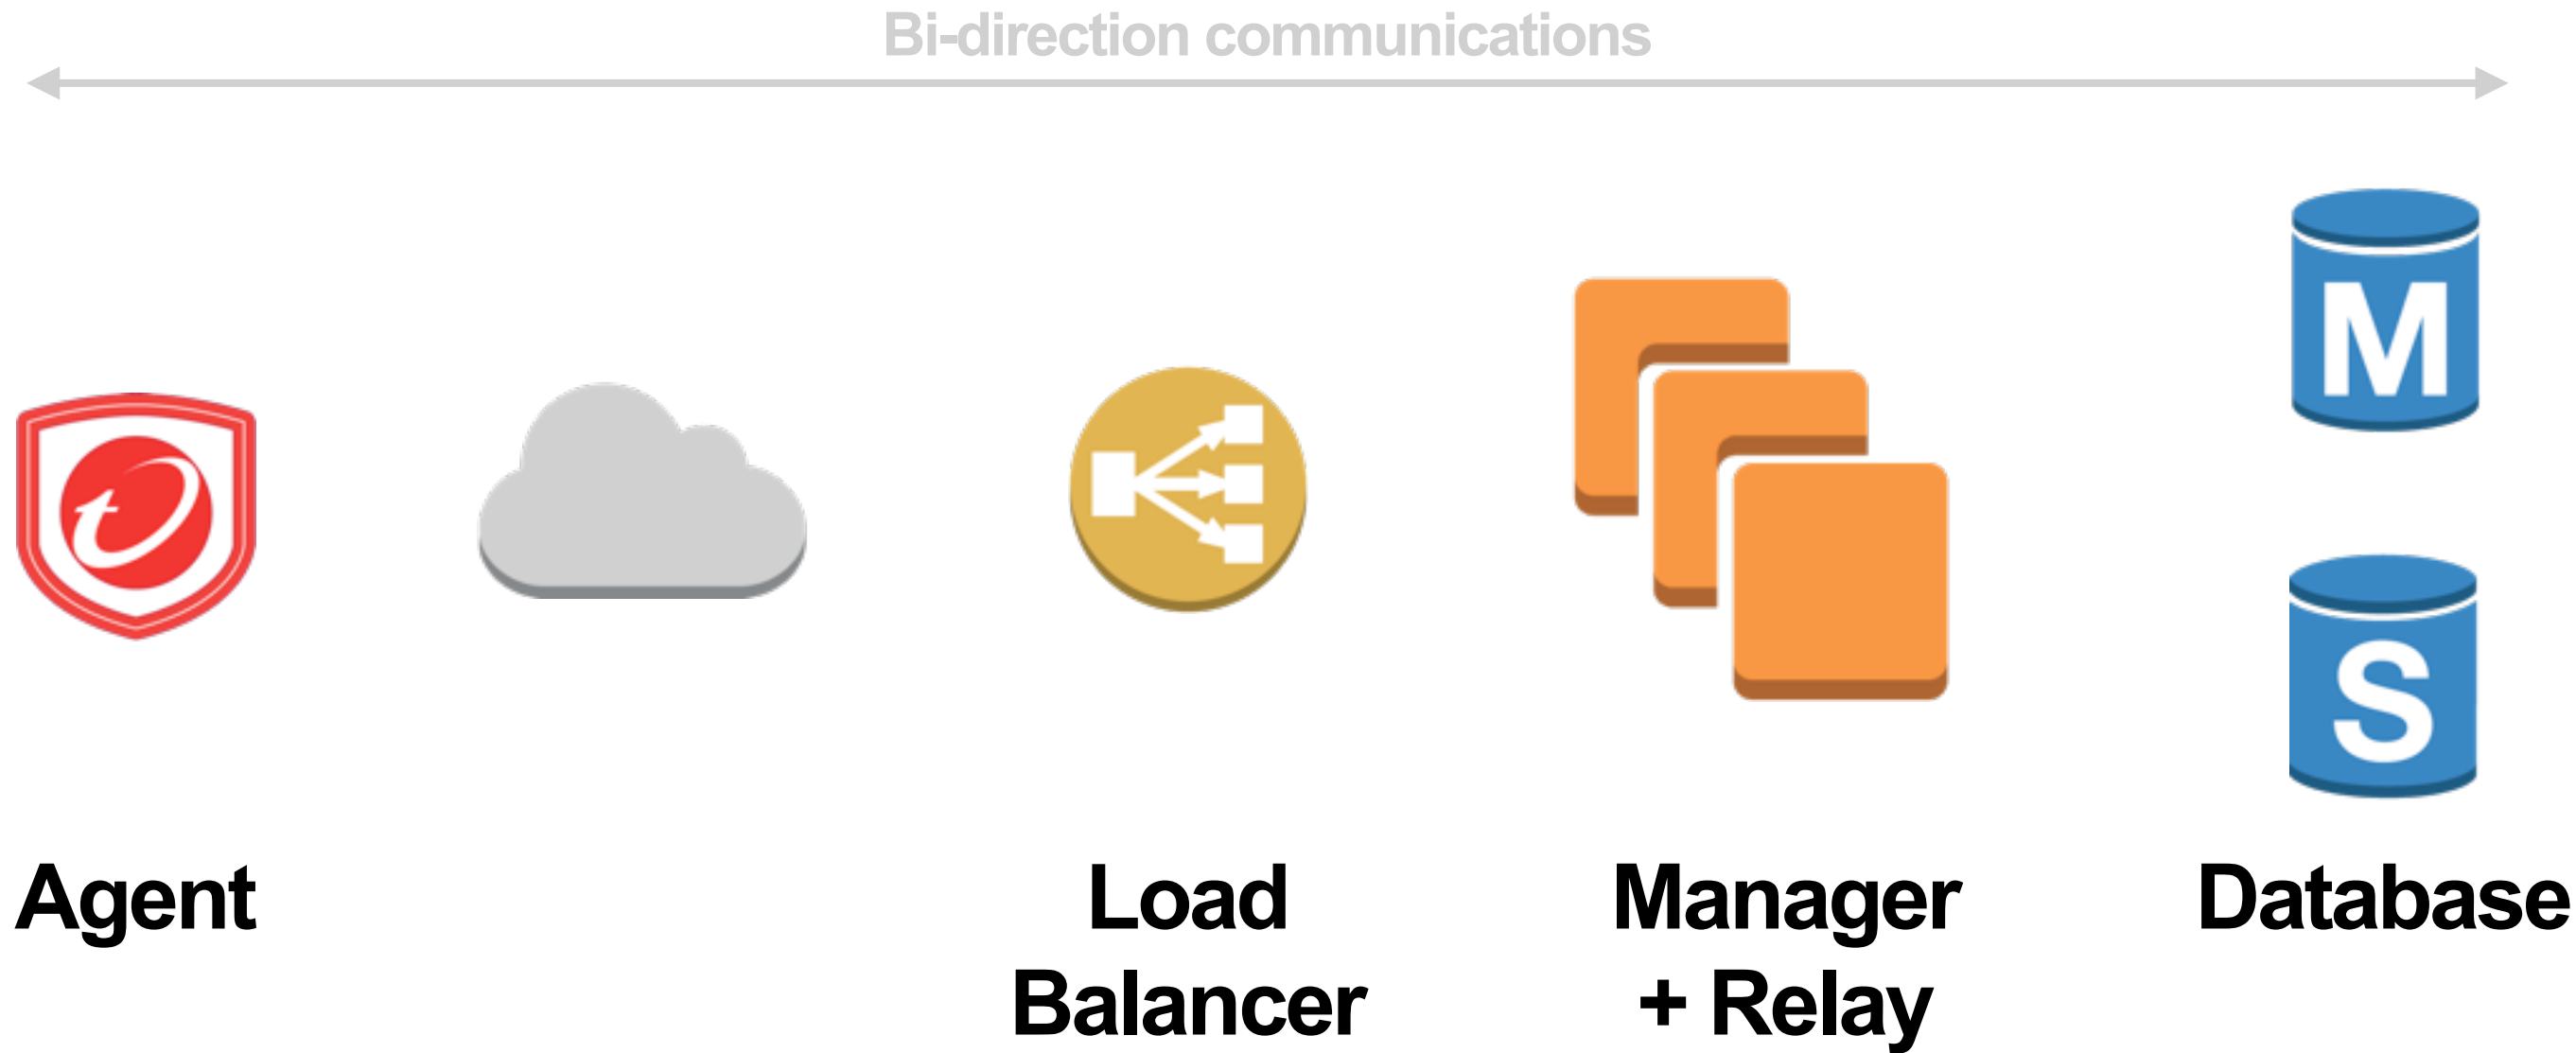 Bi-direction communications
M
S
Agent
Load
Balancer
Manager
+ Relay
Database